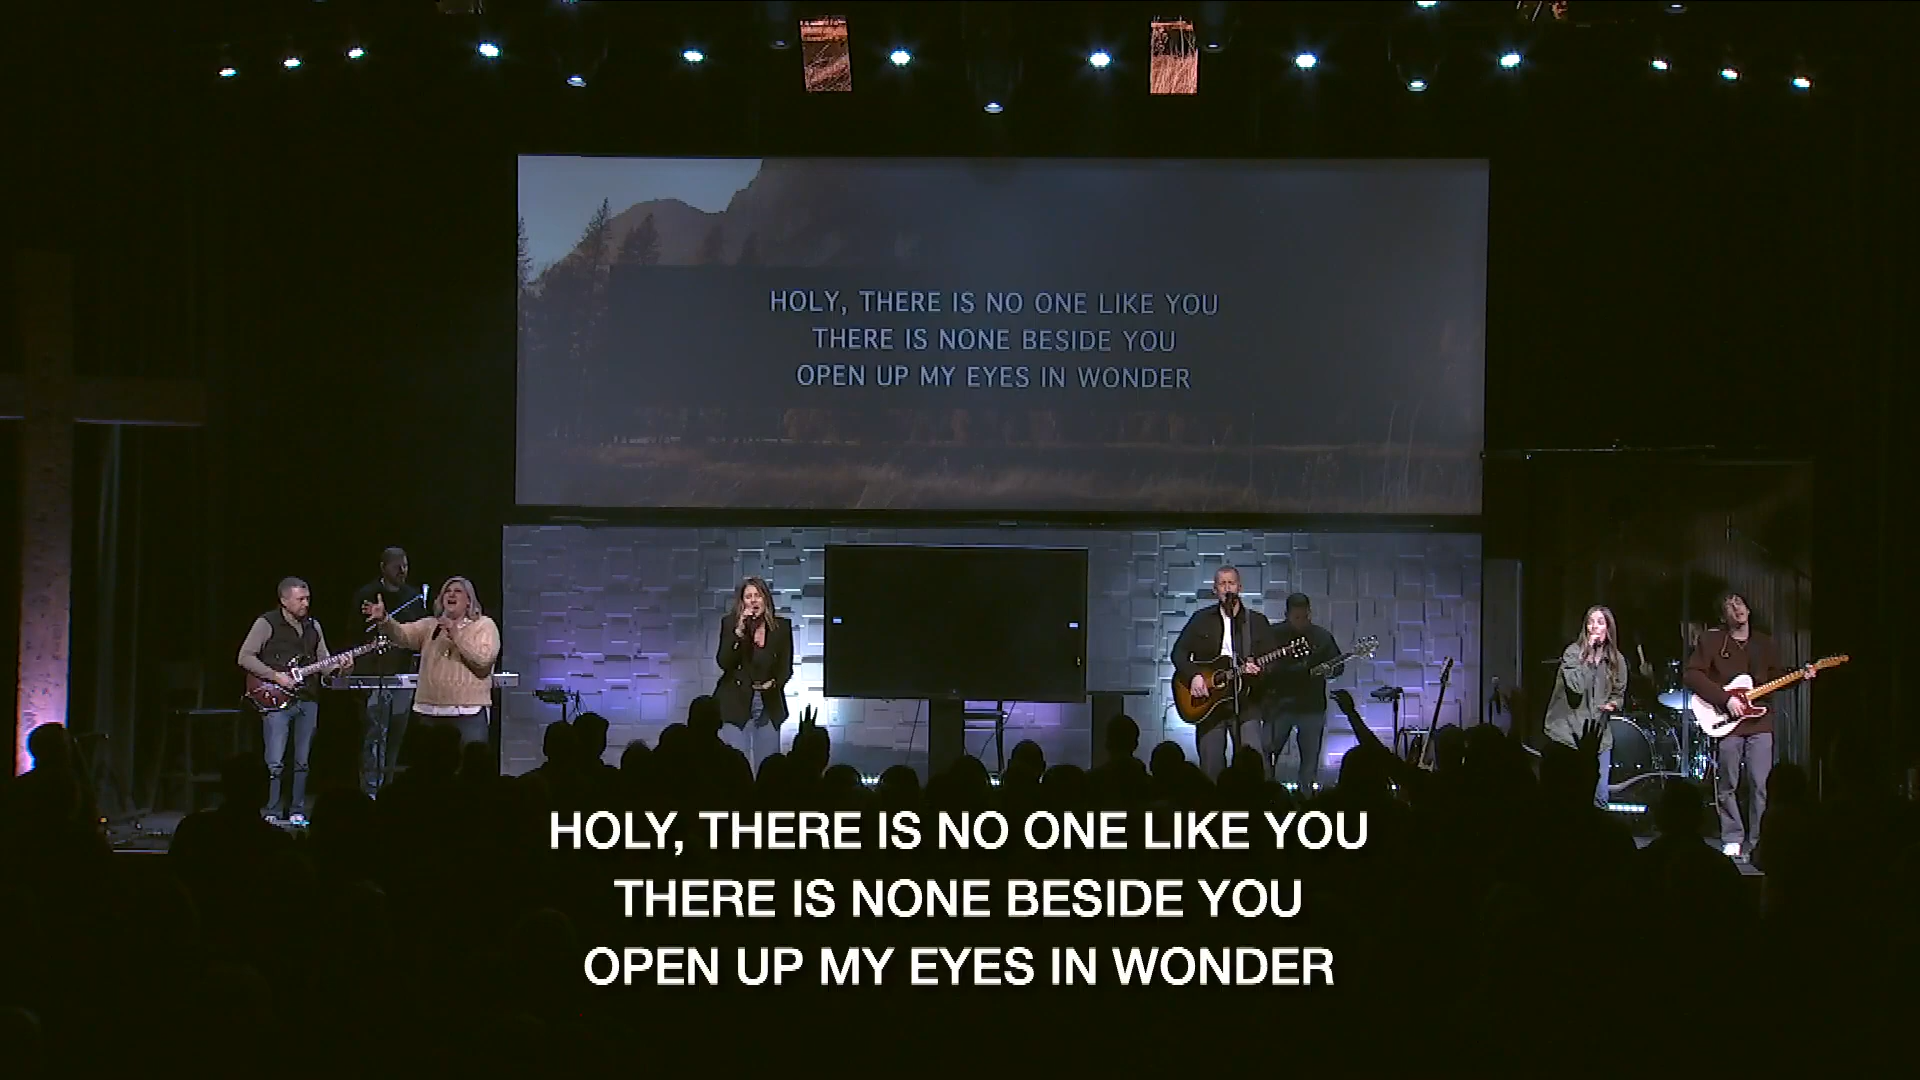 HOLY, THERE IS NO ONE LIKE YOU
THERE IS NONE BESIDE YOU
OPEN UP MY EYES IN WONDER
HOLY, THERE IS NO ONE LIKE YOU
THERE IS NONE BESIDE YOU
OPEN UP MY EYES IN WONDER